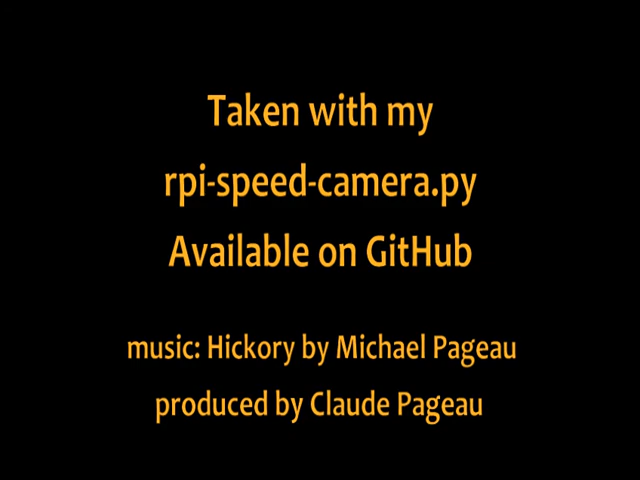 Taken with my
rpi-speed-camera.py
Available on GitHub
music: Hickory by Michael Pageau
produced by Claude Pageau